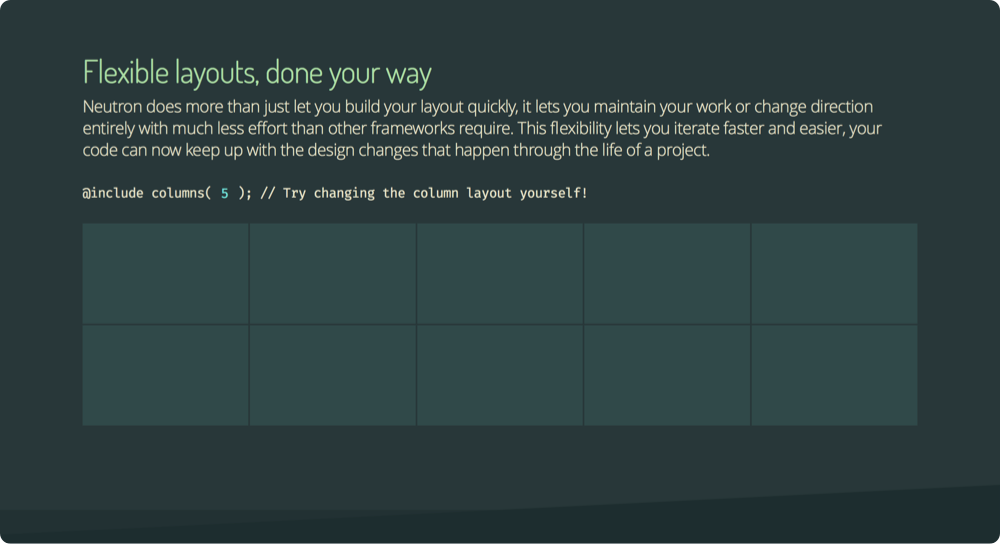 Flexible layouts, done your way
Neutron does more than just let you build your layout quickly, it lets you maintain your work or change direction
entirely with much less effort than other frameworks require. This flexibility lets you iterate faster and easier, your
code can now keep up with the design changes that happen through the life of a project.
@include columns( 5 ); // Try changing the column layout yourself!